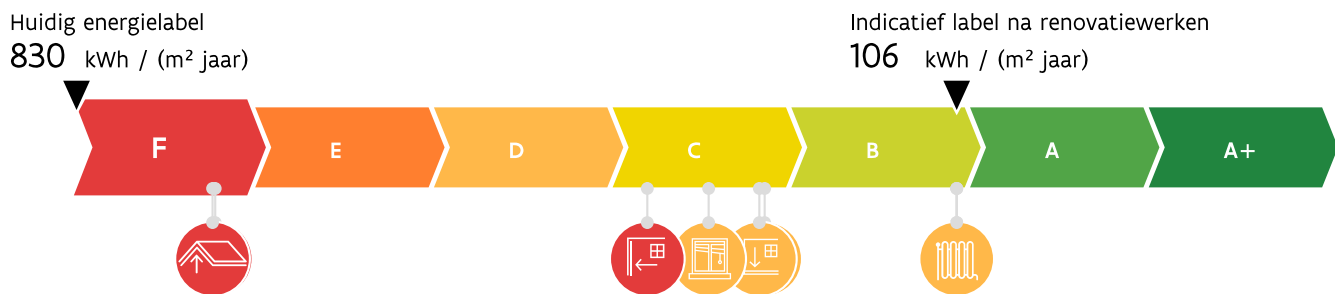 Huidig energielabel
830 kWh / (m² jaar)
Indicatief label na renovatiewerken
106 kWh / (m² jaar)
F E D C B A A+